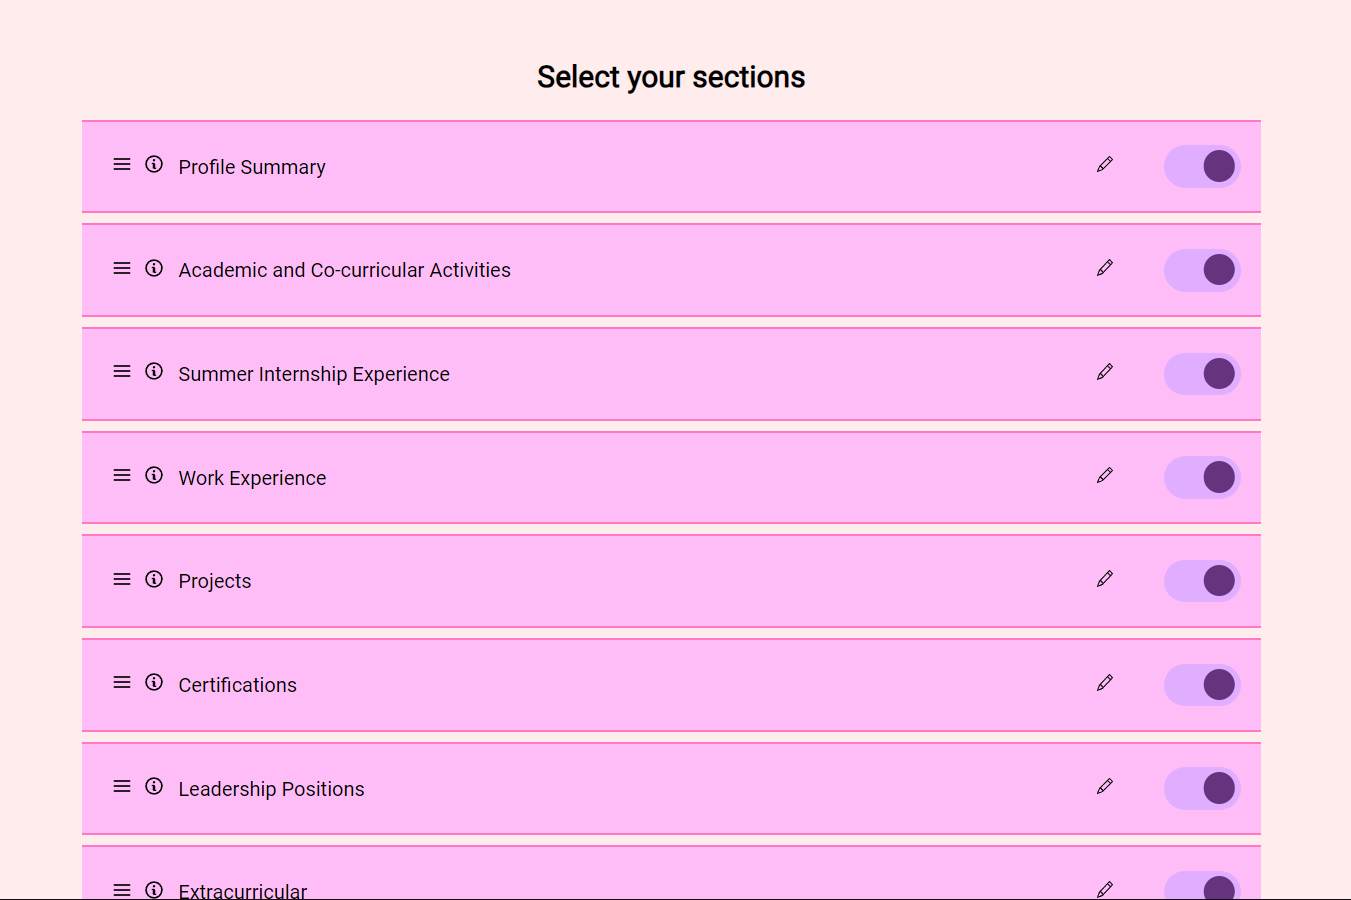 Select your sections
Profile Summary
Academic and Co-curricular Activities
Summer Internship Experience
Work Experience
Projects
Certifications
Leadership Positions
Extracurricular